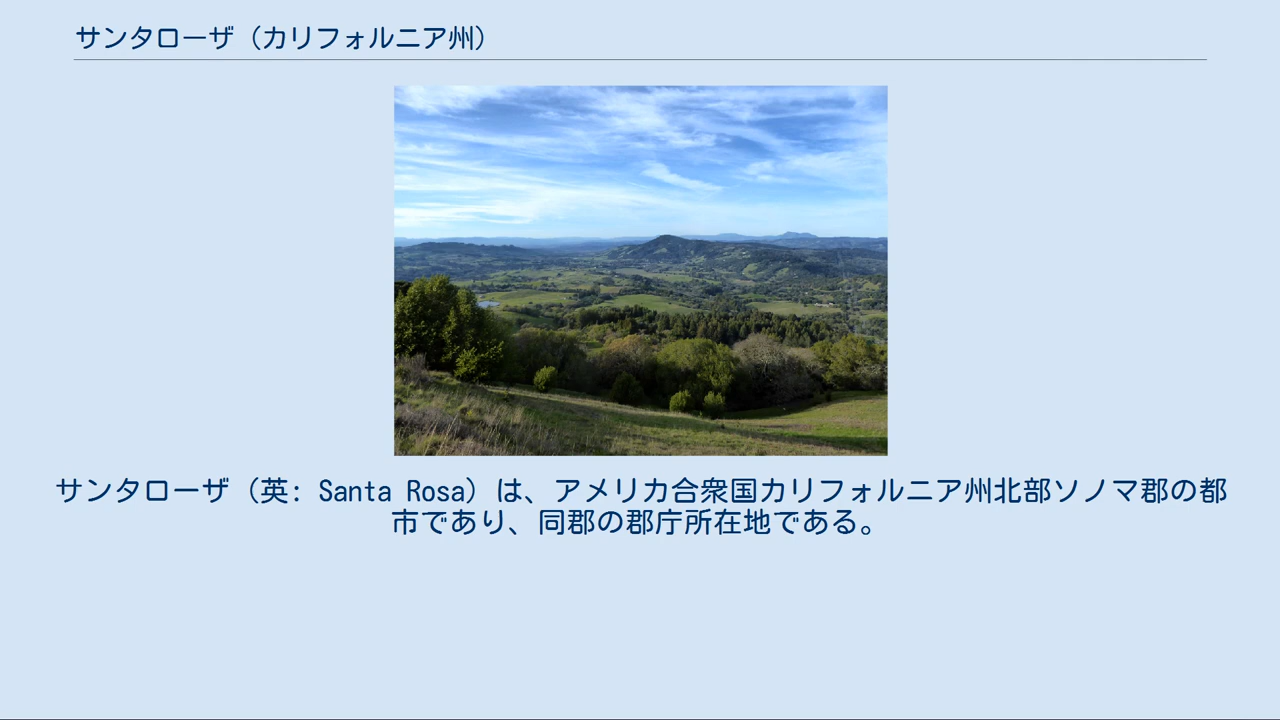 サンタローザ（カリフォルニア州）
サンタローザ（英: Santa Rosa）は、アメリカ合衆国カリフォルニア州北部ソノマ郡の都
市であり、同郡の郡庁所在地である。